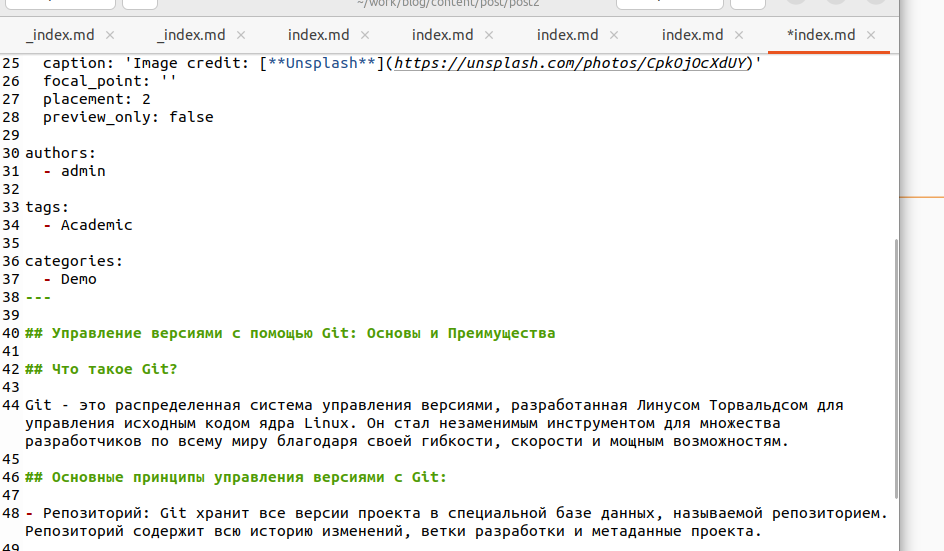 ~/work/blog/content/post/post2
_index.md × _index.md × index.md × index.md × index.md × index.md × *index.md ×
25 caption: 'Image credit: [**Unsplash**](https://unsplash.com/photos/CpkOjOcXdUY)'
26 focal_point: ''
27 placement: 2
28 preview_only: false
29
30 authors:
31 - admin
32
33 tags:
34 - Academic
35
36 categories:
37 - Demo
38 ---
39
40 ## Управление версиями с помощью Git: Основы и Преимущества
41
42 ## Что такое Git?
43
44 Git - это распределенная система управления версиями, разработанная Линусом Торвальдсом для
управления исходным кодом ядра Linux. Он стал незаменимым инструментом для множества
разработчиков по всему миру благодаря своей гибкости, скорости и мощным возможностям.
45
46 ## Основные принципы управления версиями с Git:
47
48 - Репозиторий: Git хранит все версии проекта в специальной базе данных, называемой репозиторием.
Репозиторий содержит всю историю изменений, ветки разработки и метаданные проекта.
49